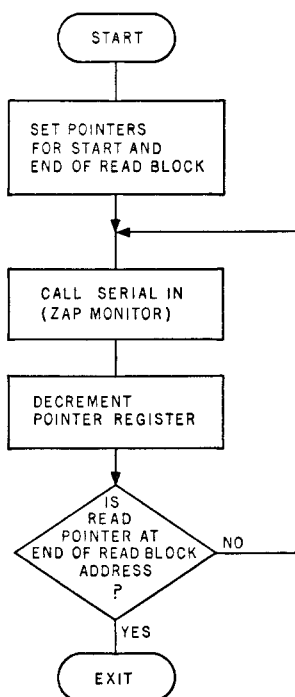 START
SET POINTERS
FOR START AND
END OF READ BLOCK
CALL SERIAL IN
(ZAP MONITOR)
DECREMENT
POINTER REGISTER
IS
READ
POINTER AT
END OF READ BLOCK
ADDRESS
?
NO
YES
EXIT